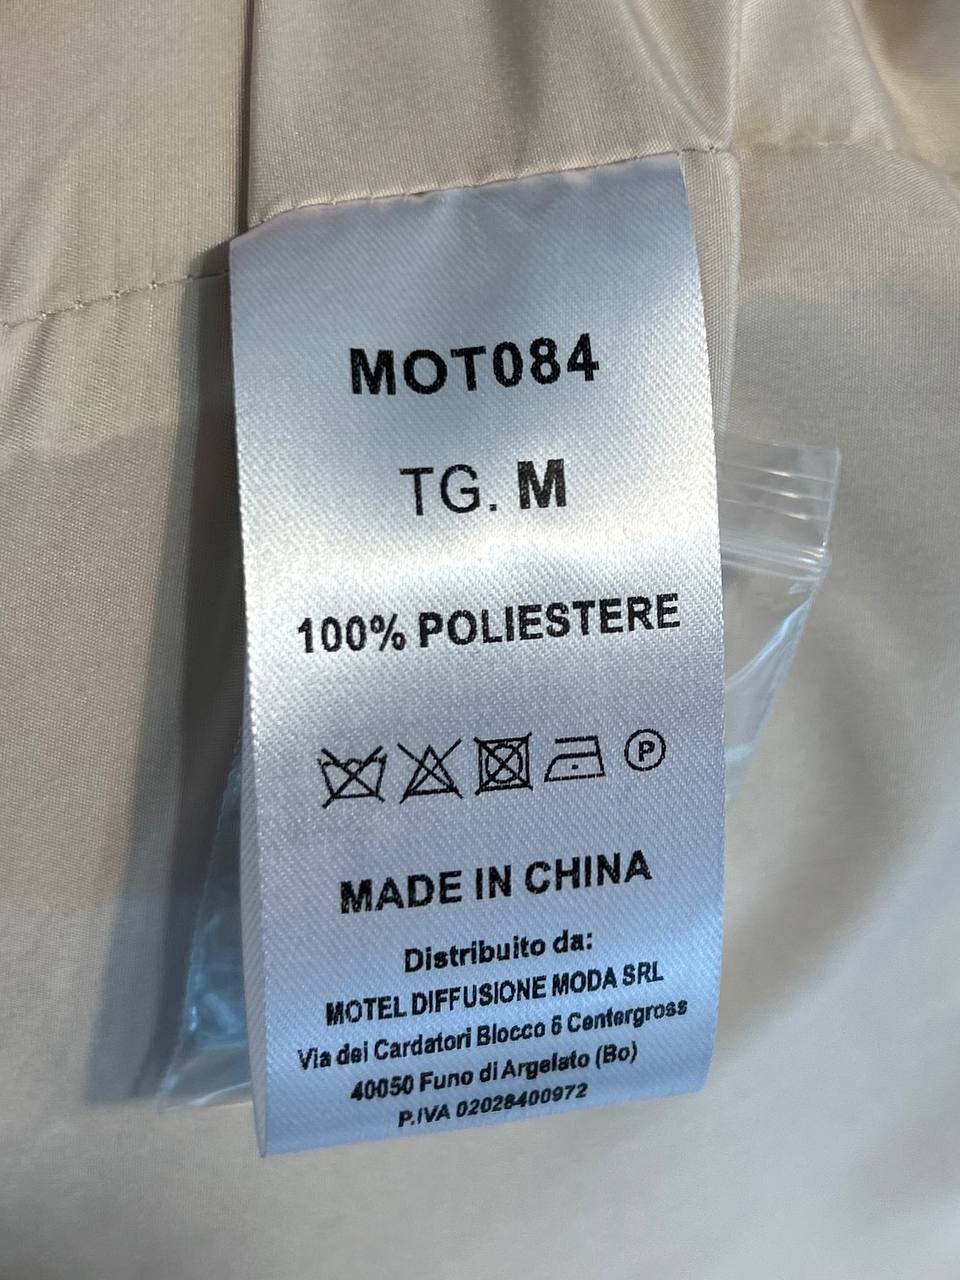 MOT084
TG. M
100% POLIESTERE
P
MADE IN CHINA
Distribuito da:
MOTEL DIFFUSIONE MODA SRL
Via dei Cardatori Blocco 6 Centergross
40050 Funo di Argelato (Bo)
P.IVA 02028400972